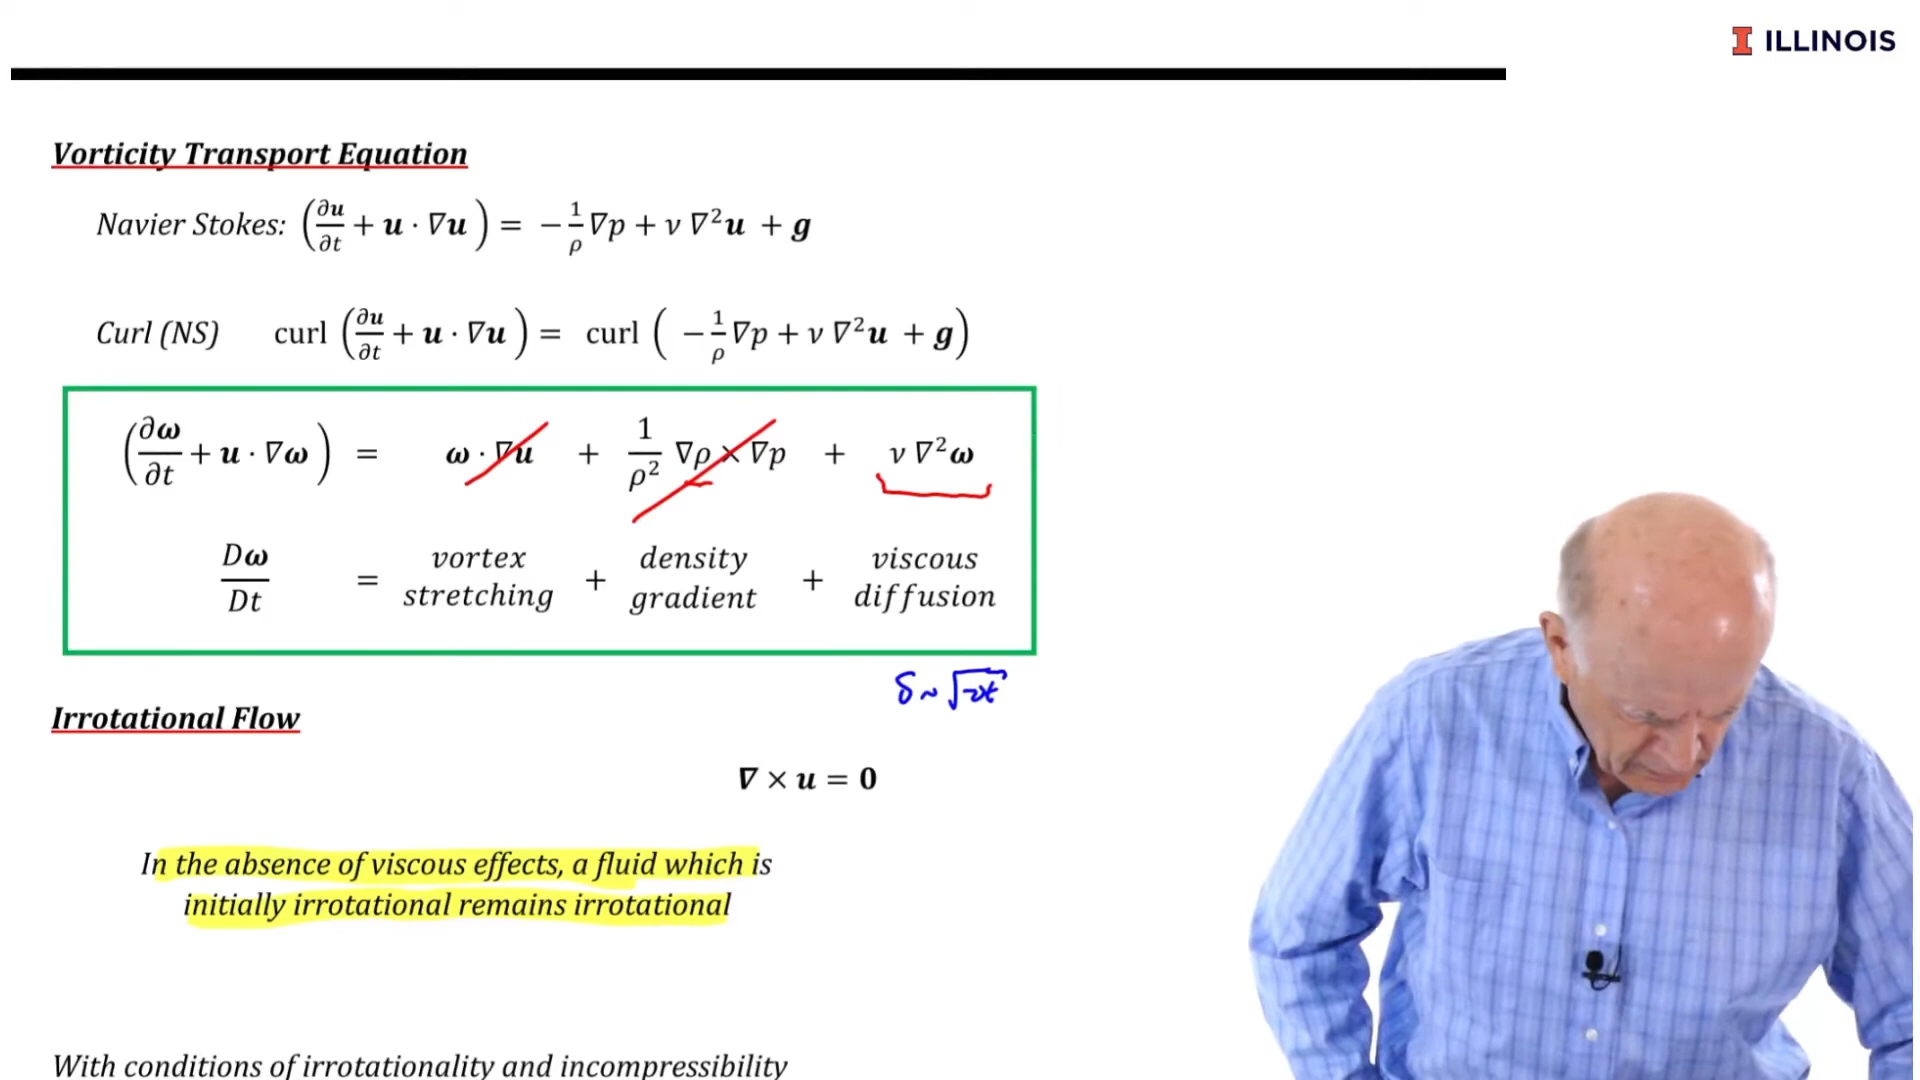 ILLINOIS
Vorticity Transport Equation
Navier Stokes: (∂u/∂t + u · ∇u) = −1/ρ ∇p + ν ∇²u + g
Curl (NS) curl (∂u/∂t + u · ∇u) = curl ( −1/ρ ∇p + ν ∇²u + g)
(∂ω/∂t + u · ∇ω) = ω · ∇u + 1/ρ² ∇ρ × ∇p + ν ∇²ω
Dω/Dt = vortex stretching + density gradient + viscous diffusion
δ ~ √νt
Irrotational Flow
∇ × u = 0
In the absence of viscous effects, a fluid which is
initially irrotational remains irrotational
With conditions of irrotationality and incompressibility